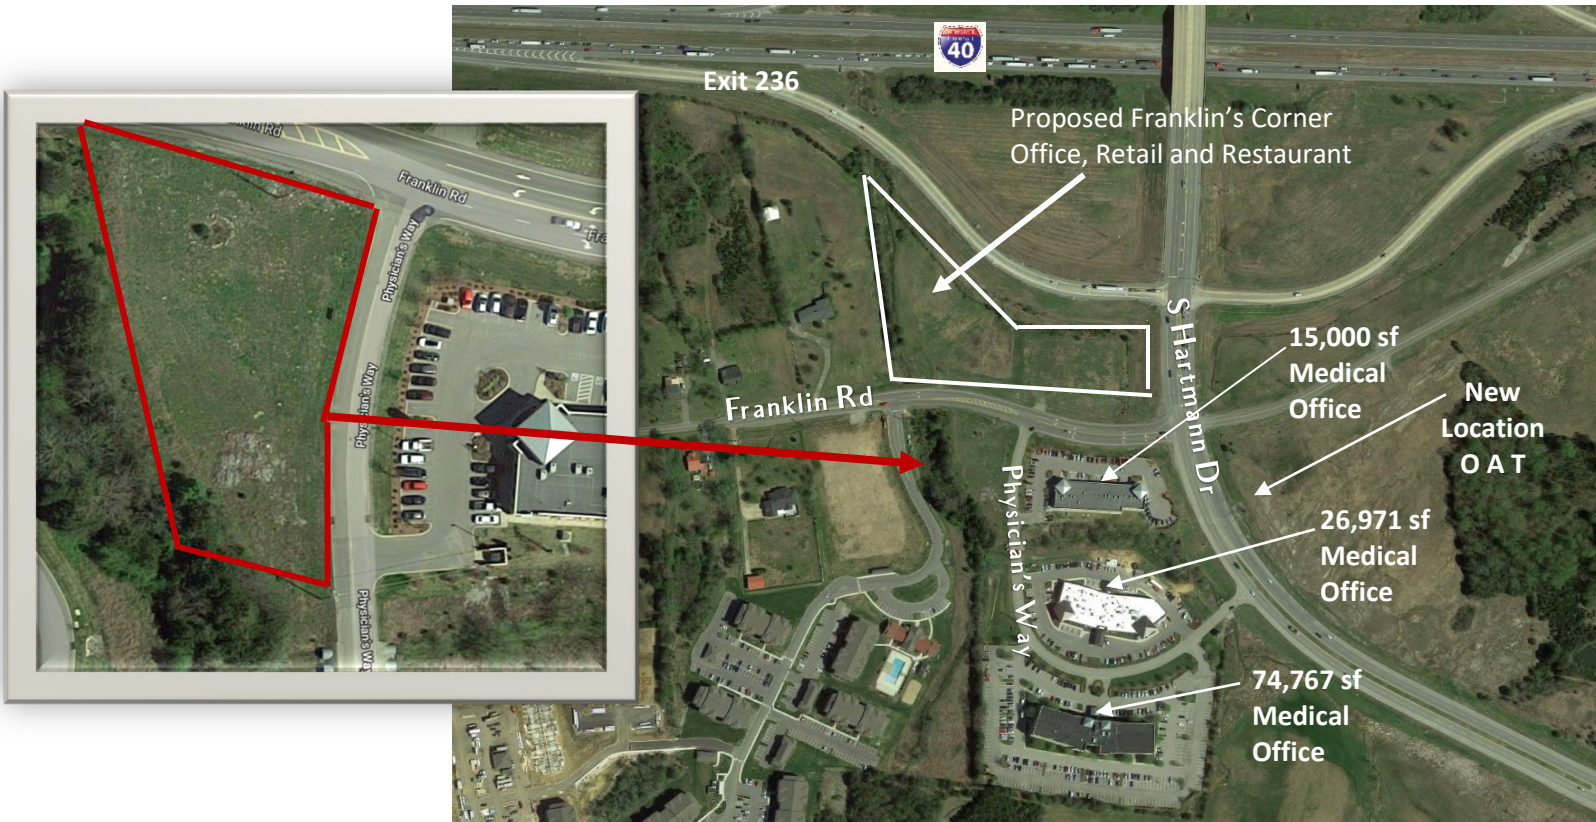 Exit 236
40
Proposed Franklin's Corner
Office, Retail and Restaurant
Franklin Rd
S Hartmann Dr
Physician's Way
15,000 sf
Medical
Office
New
Location
O A T
26,971 sf
Medical
Office
74,767 sf
Medical
Office
Rd
Franklin Rd
Physician's Way
Physician's Way
Physician's Way